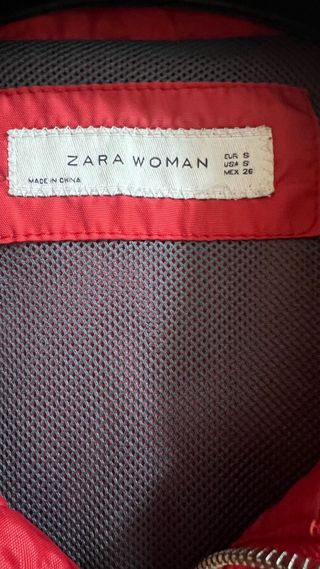 ZARA WOMAN
EUR S
USA S
MEX 26
MADE IN CHINA